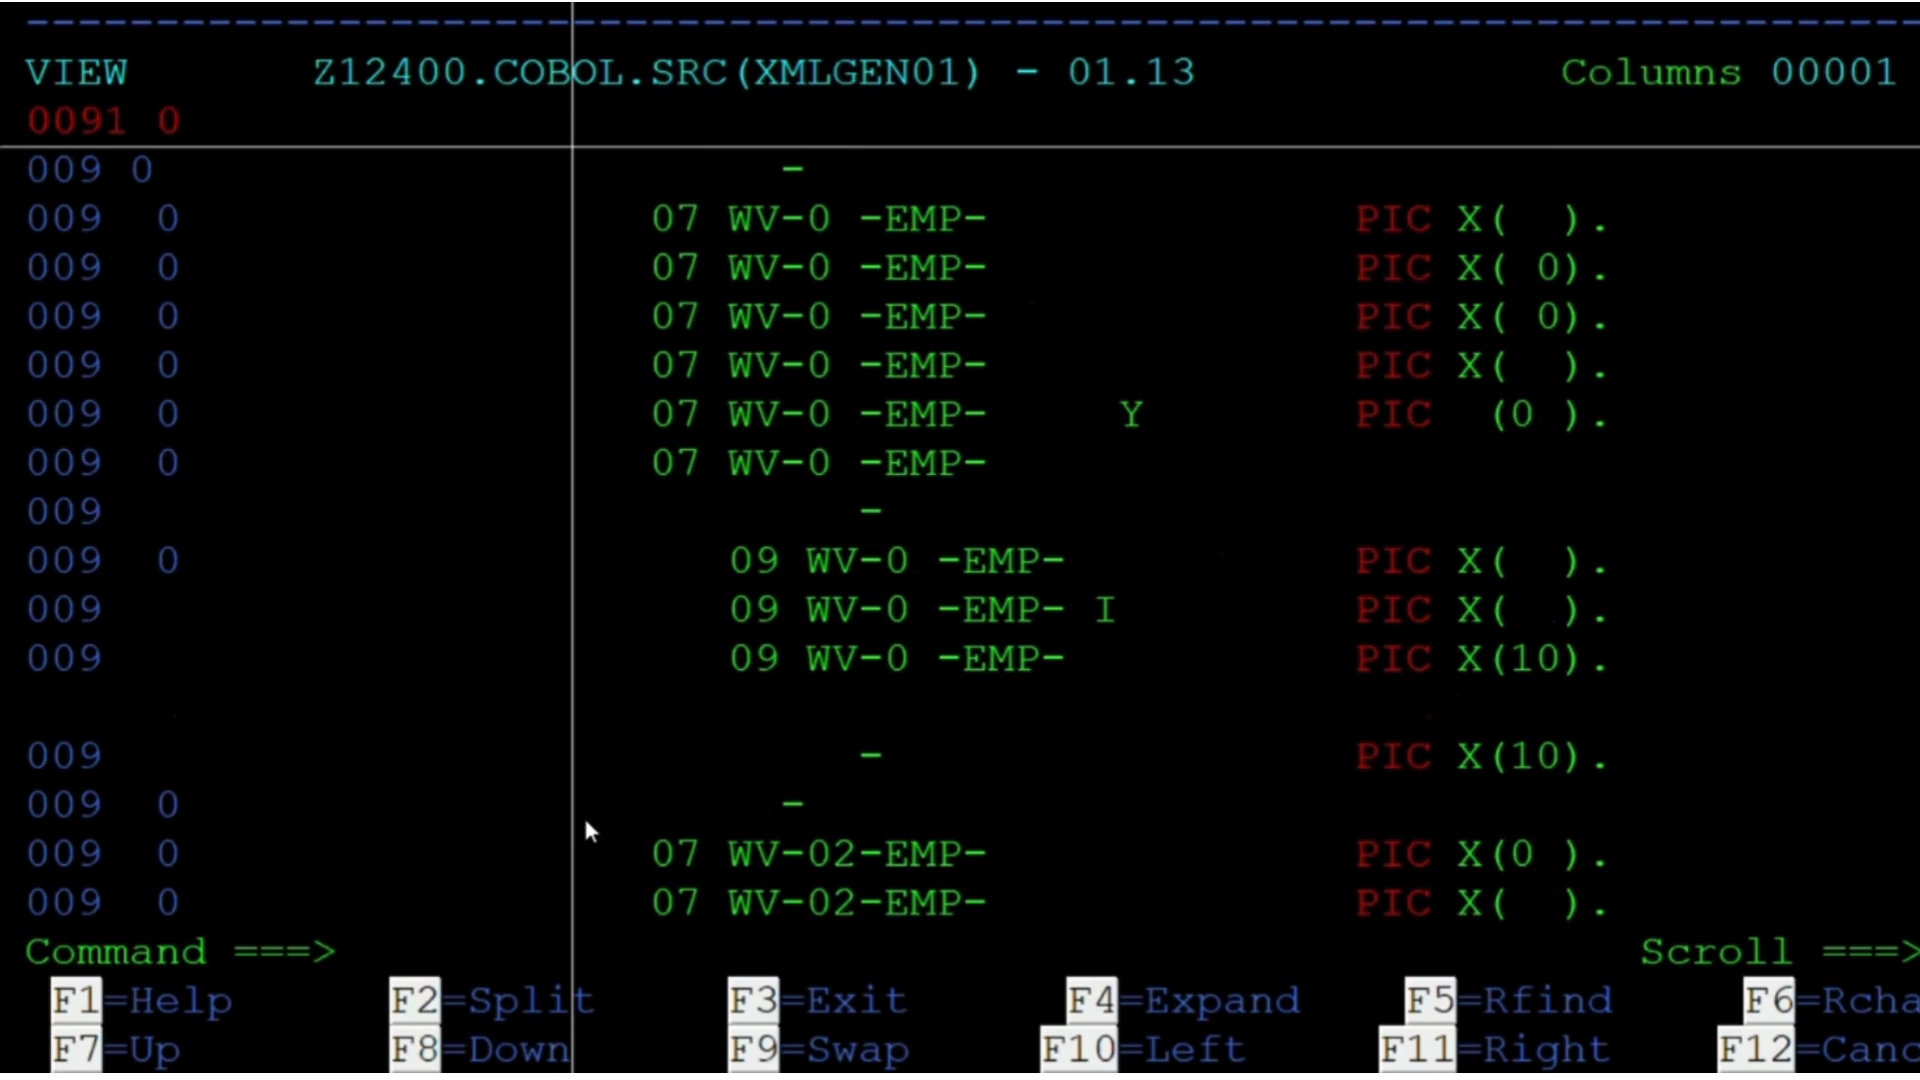 VIEW Z12400.COBOL.SRC(XMLGEN01) - 01.13 Columns 00001
0091 0
009 0 -
009 0 07 WV-0 -EMP- PIC X( ).
009 0 07 WV-0 -EMP- PIC X( 0).
009 0 07 WV-0 -EMP- PIC X( 0).
009 0 07 WV-0 -EMP- PIC X( ).
009 0 07 WV-0 -EMP- Y PIC (0 ).
009 0 07 WV-0 -EMP-
009 -
009 0 09 WV-0 -EMP- PIC X( ).
009 09 WV-0 -EMP- I PIC X( ).
009 09 WV-0 -EMP- PIC X(10).
009 - PIC X(10).
009 0 -
009 0 07 WV-02-EMP- PIC X(0 ).
009 0 07 WV-02-EMP- PIC X( ).
Command ===> Scroll ===>
F1=Help F2=Split F3=Exit F4=Expand F5=Rfind F6=Rcha
F7=Up F8=Down F9=Swap F10=Left F11=Right F12=Canc